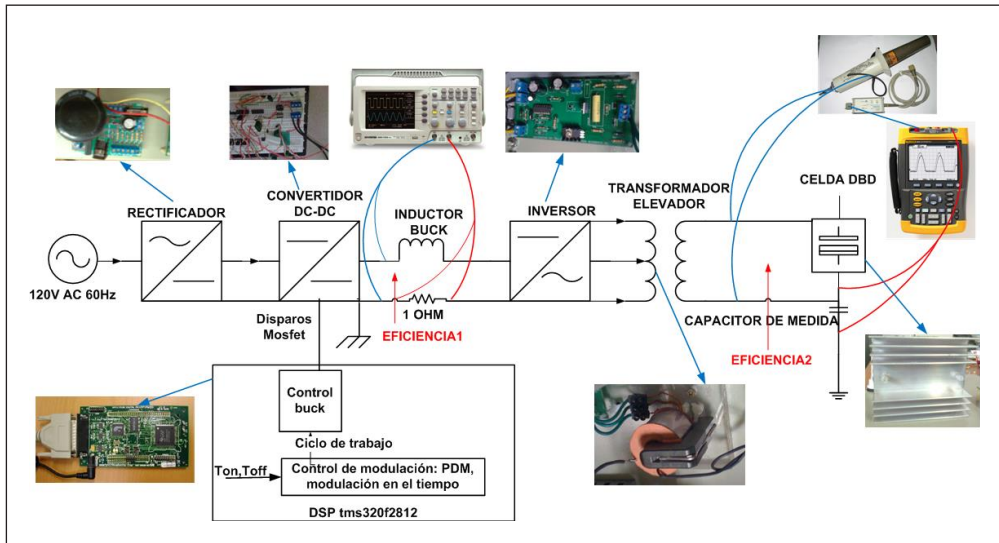 TRANSFORMADOR
ELEVADOR
CELDA DBD
RECTIFICADOR
CONVERTIDOR
DC-DC
INDUCTOR
BUCK
INVERSOR
120V AC 60Hz
1 OHM
Disparos
Mosfet
EFICIENCIA1
CAPACITOR DE MEDIDA
EFICIENCIA2
Control
buck
Ciclo de trabajo
Ton,Toff
Control de modulación: PDM,
modulación en el tiempo
DSP tms320f2812